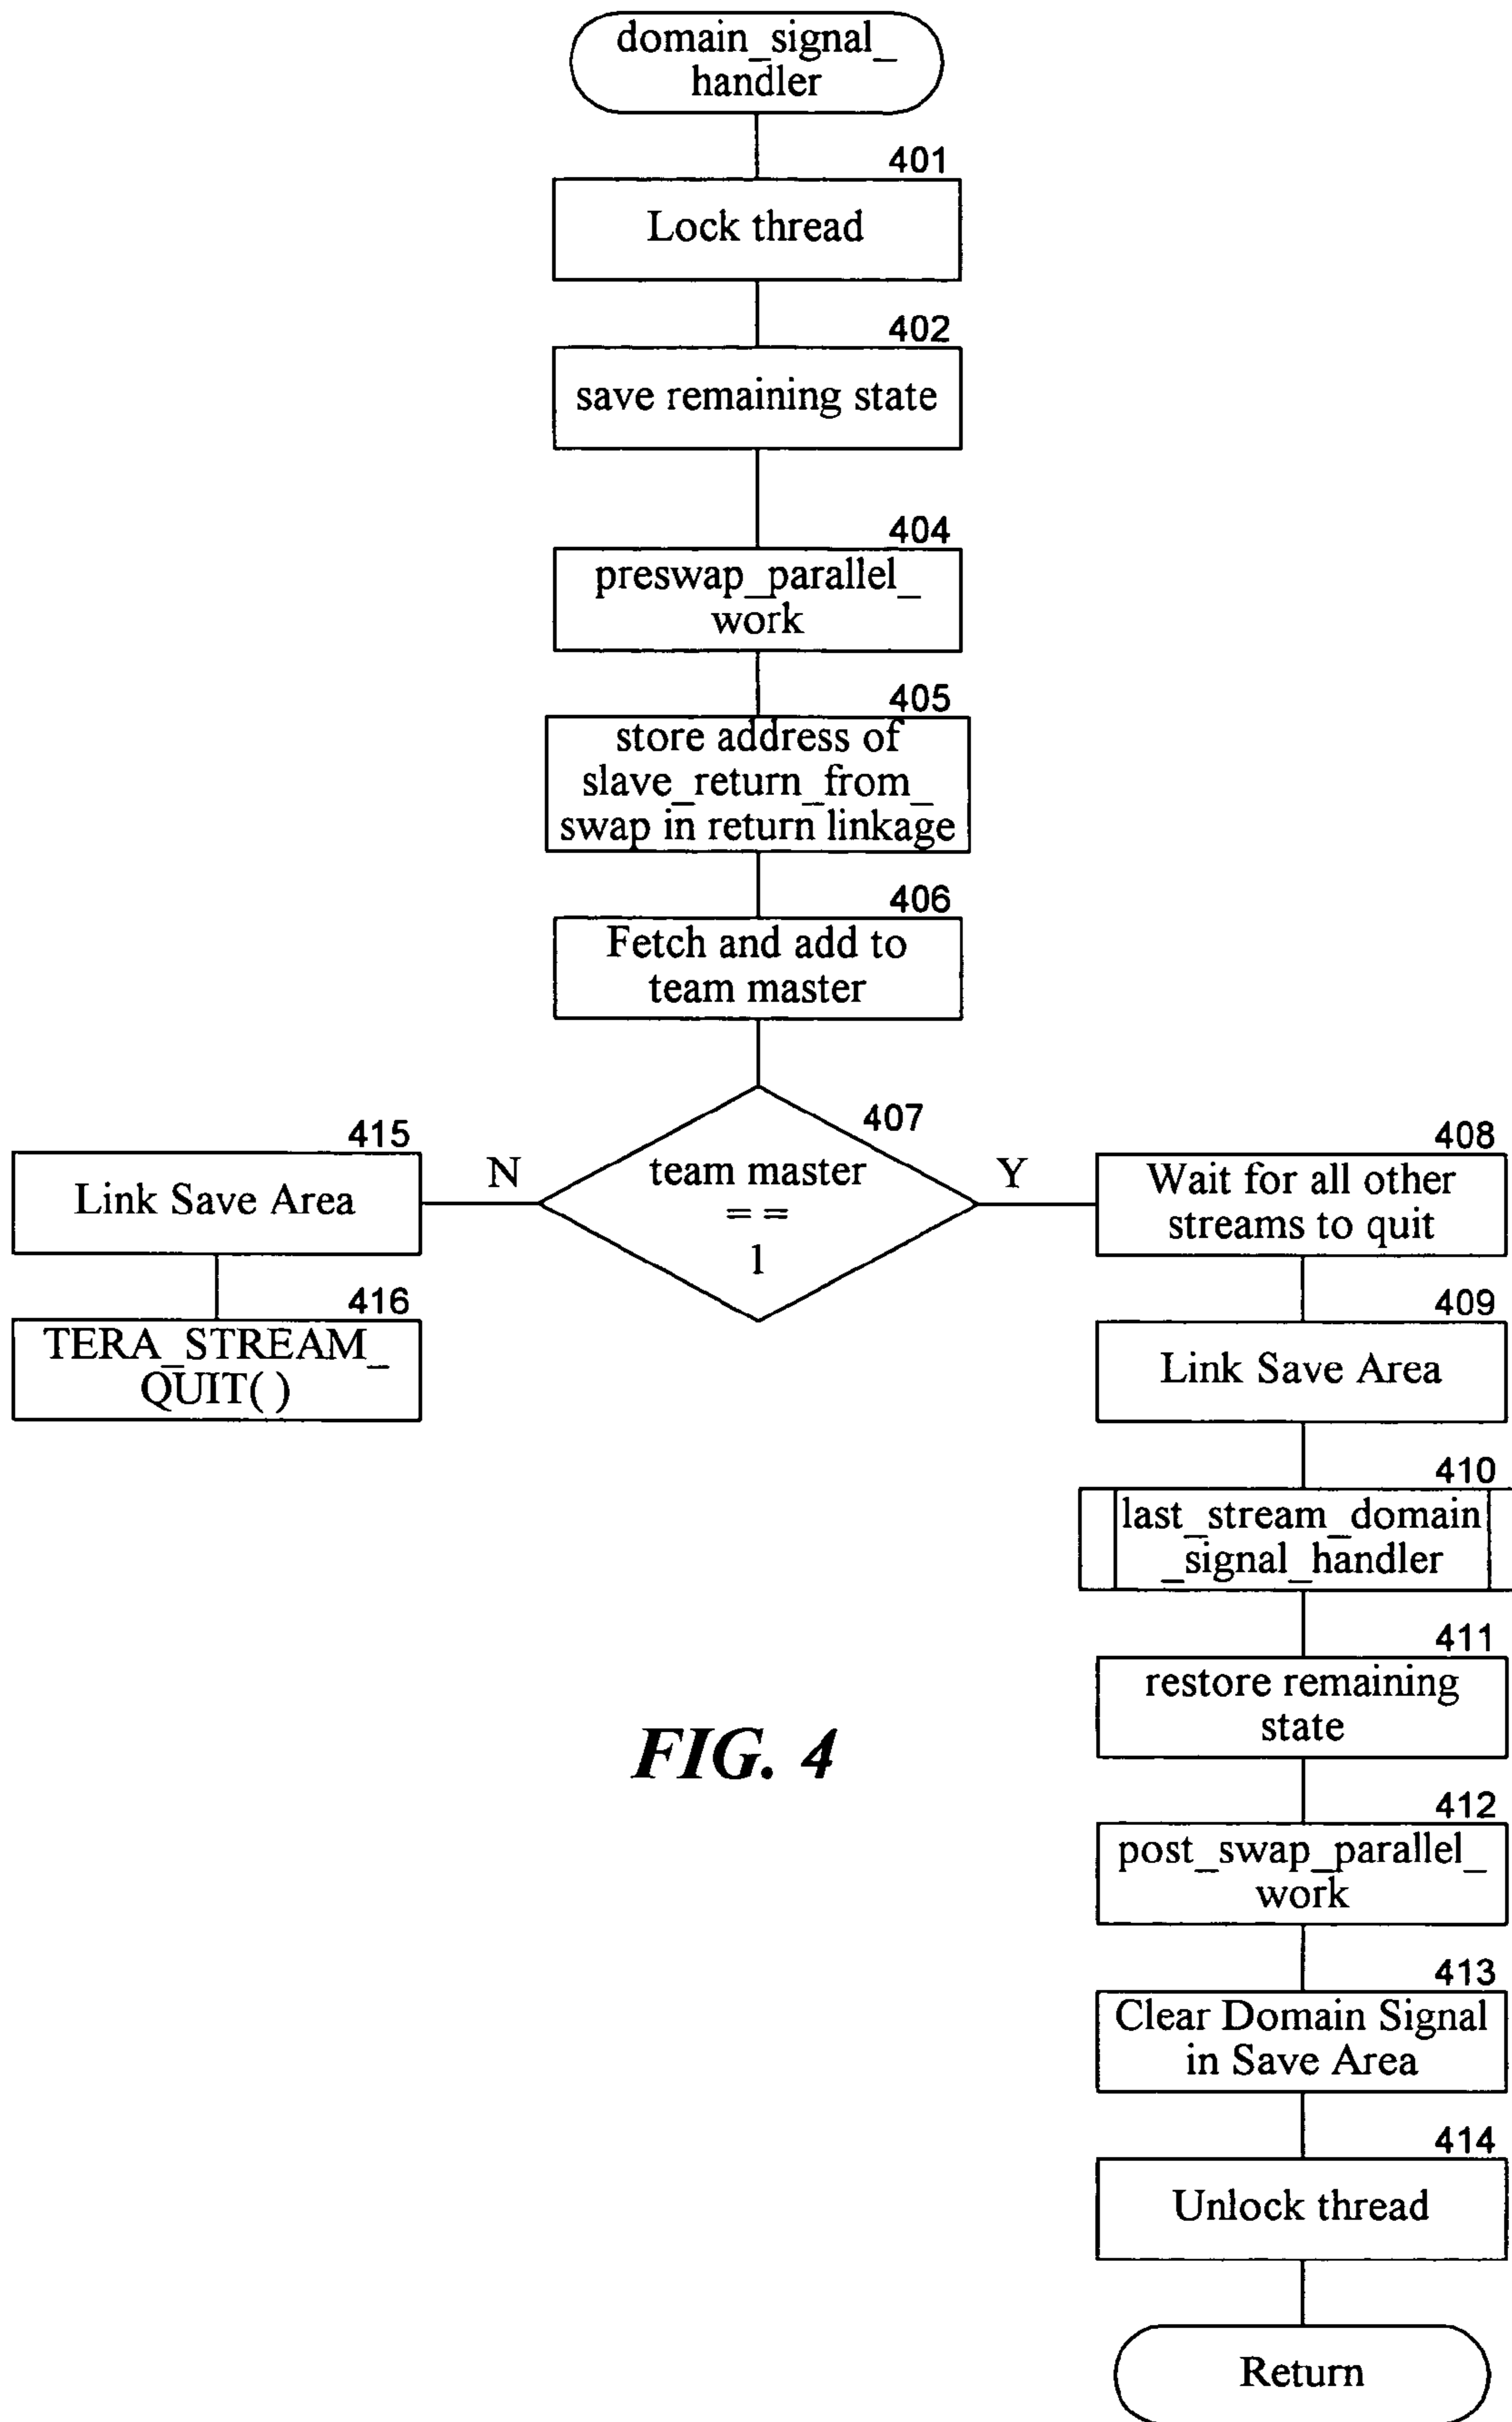 domain_signal_
handler
401
Lock thread
402
save remaining state
404
preswap_parallel_
work
405
store address of
slave_return_from_
swap in return linkage
406
Fetch and add to
team master
407
team master
= =
1
N
Y
415
Link Save Area
416
TERA_STREAM_
QUIT( )
408
Wait for all other
streams to quit
409
Link Save Area
410
last_stream_domain
_signal_handler
411
restore remaining
state
412
post_swap_parallel_
work
413
Clear Domain Signal
in Save Area
414
Unlock thread
Return
FIG. 4